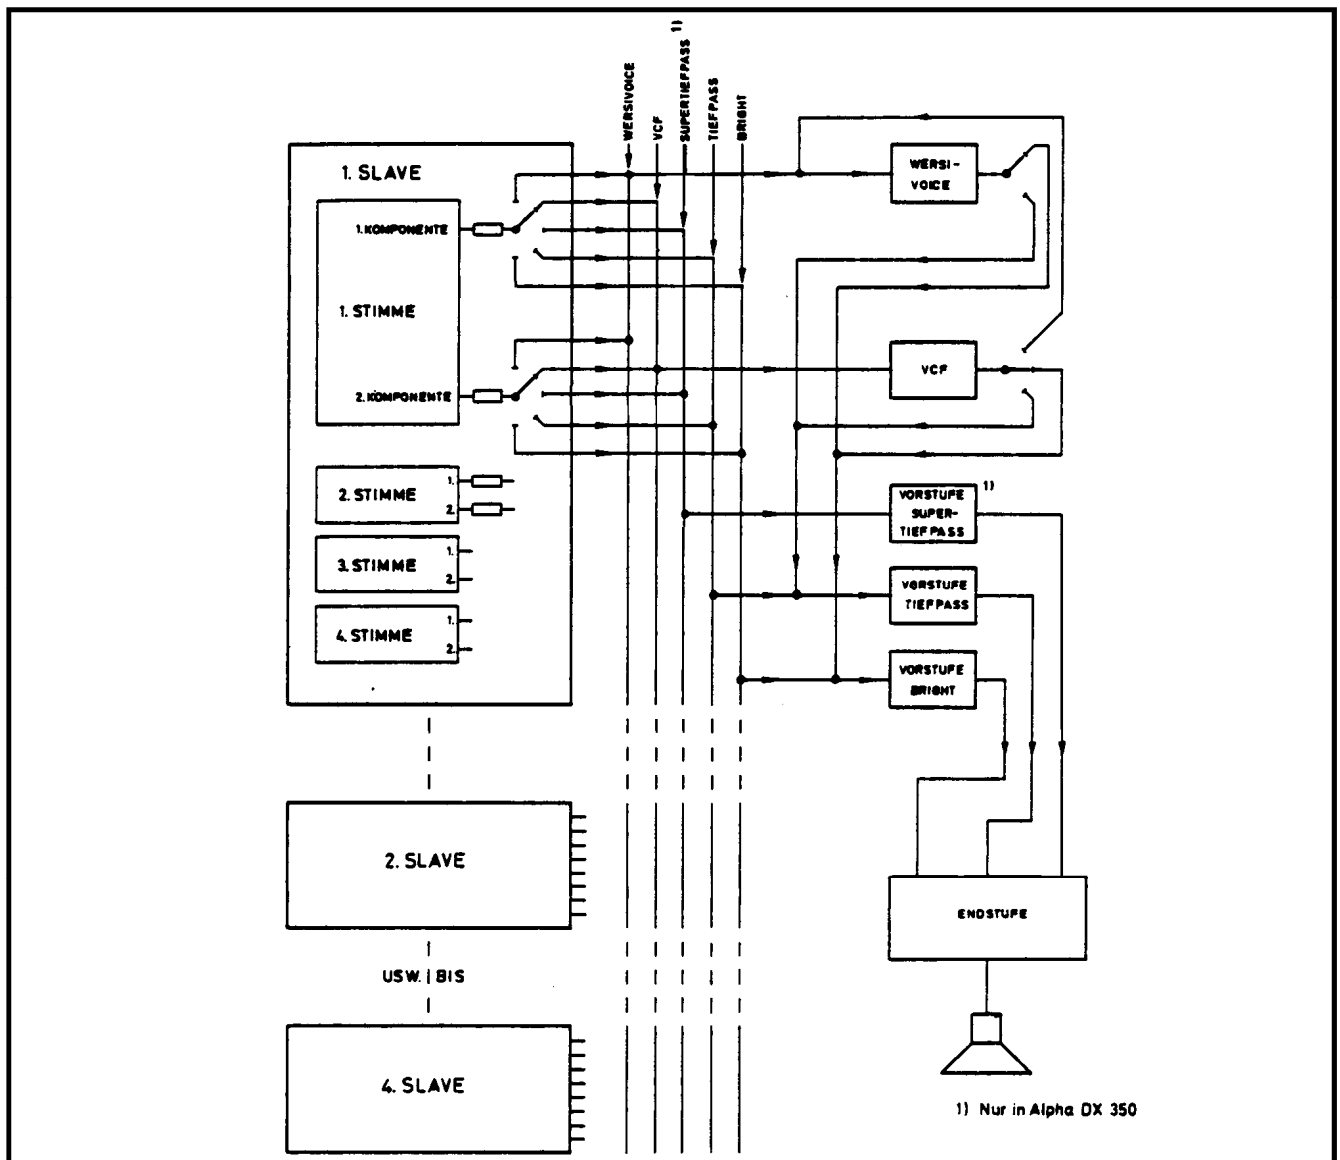 WERSIVOICE
VCF
SUPERTIEFPASS 1)
TIEFPASS
BRIGHT
1. SLAVE
1. KOMPONENTE
1. STIMME
2. KOMPONENTE
2. STIMME
1.
2.
3. STIMME
1.
2.
4. STIMME
1.
2.
2. SLAVE
USW. BIS
4. SLAVE
WERSI-
VOICE
VCF
VORSTUFE
SUPER-
TIEFPASS
1)
VORSTUFE
TIEFPASS
VORSTUFE
BRIGHT
ENDSTUFE
1) Nur in Alpha DX 350